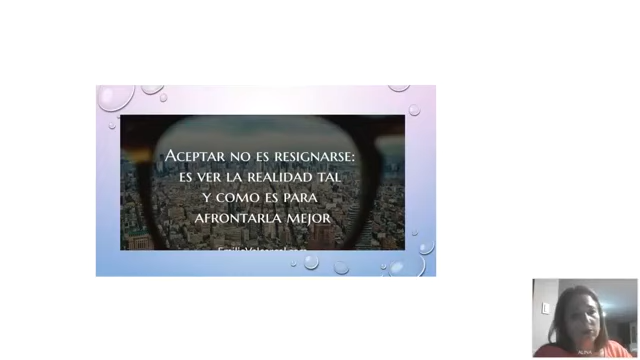 Aceptar no es resignarse:
es ver la realidad tal
y como es para
afrontarla mejor